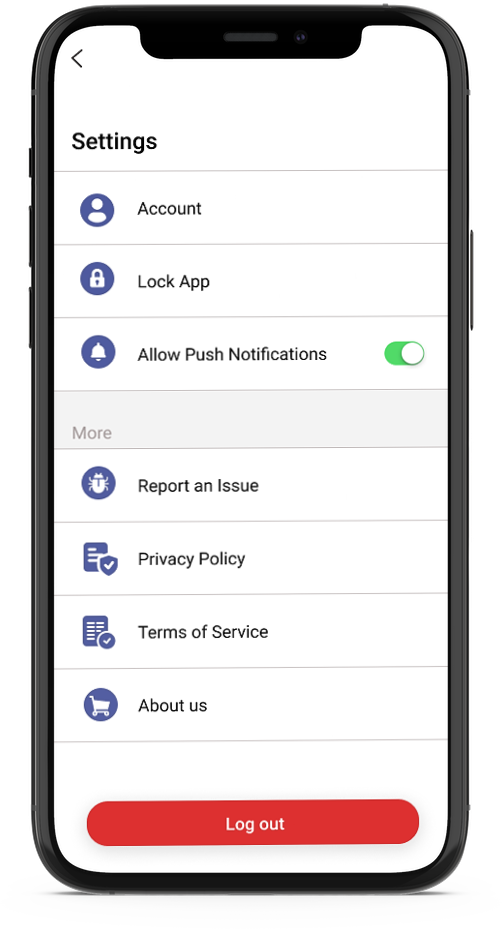 Settings
Account
Lock App
Allow Push Notifications
More
Report an Issue
Privacy Policy
Terms of Service
About us
Log out